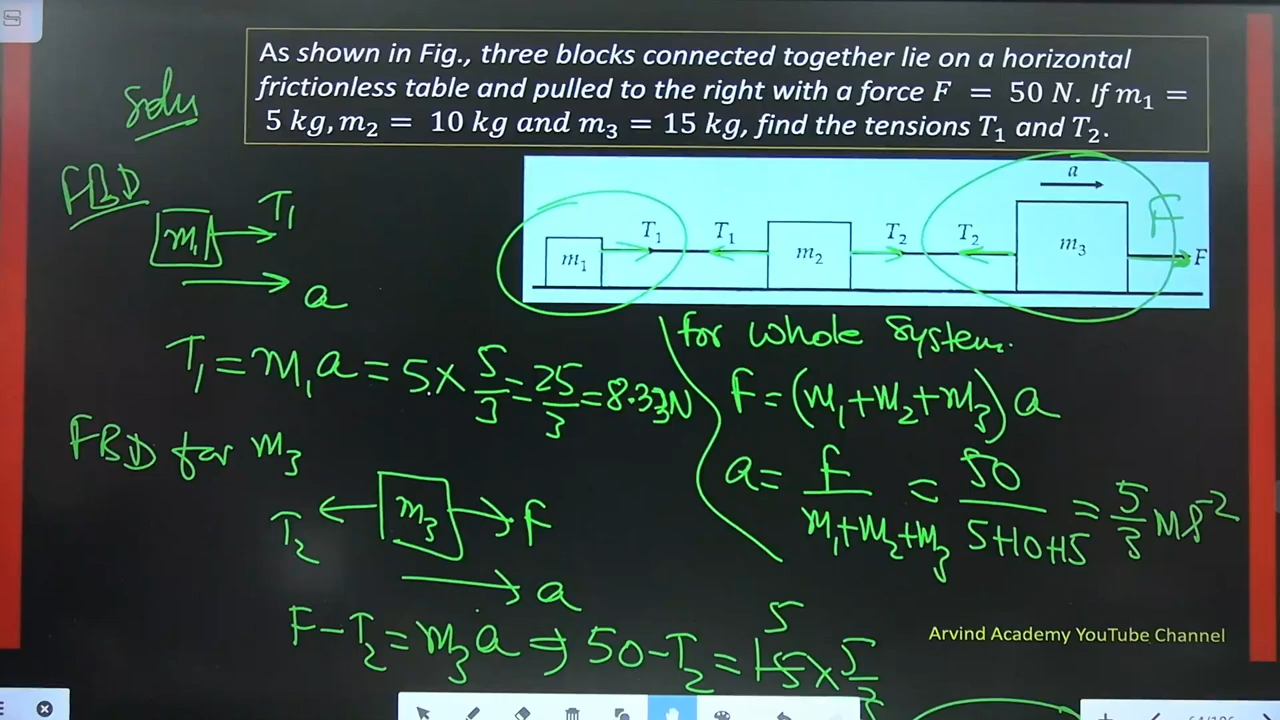 As shown in Fig., three blocks connected together lie on a horizontal
frictionless table and pulled to the right with a force F = 50 N. If m₁ =
5 kg, m₂ = 10 kg and m₃ = 15 kg, find the tensions T₁ and T₂.
Solu
FBD
m₁ T₁
a
a
T₁ T₁ T₂ T₂ F
m₁ m₂ m₃ F
T₁ = m₁a = 5 × 5/3 = 25/3 = 8.33N
for whole System.
F = (m₁+m₂+m₃) a
a = F/(m₁+m₂+m₃) = 50/(5+10+15) = 5/3 ms⁻²
FBD for m₃
T₂ m₃ F
a
F-T₂ = m₃a ⇒ 50-T₂ = 15 × 5/3
5
Arvind Academy YouTube Channel